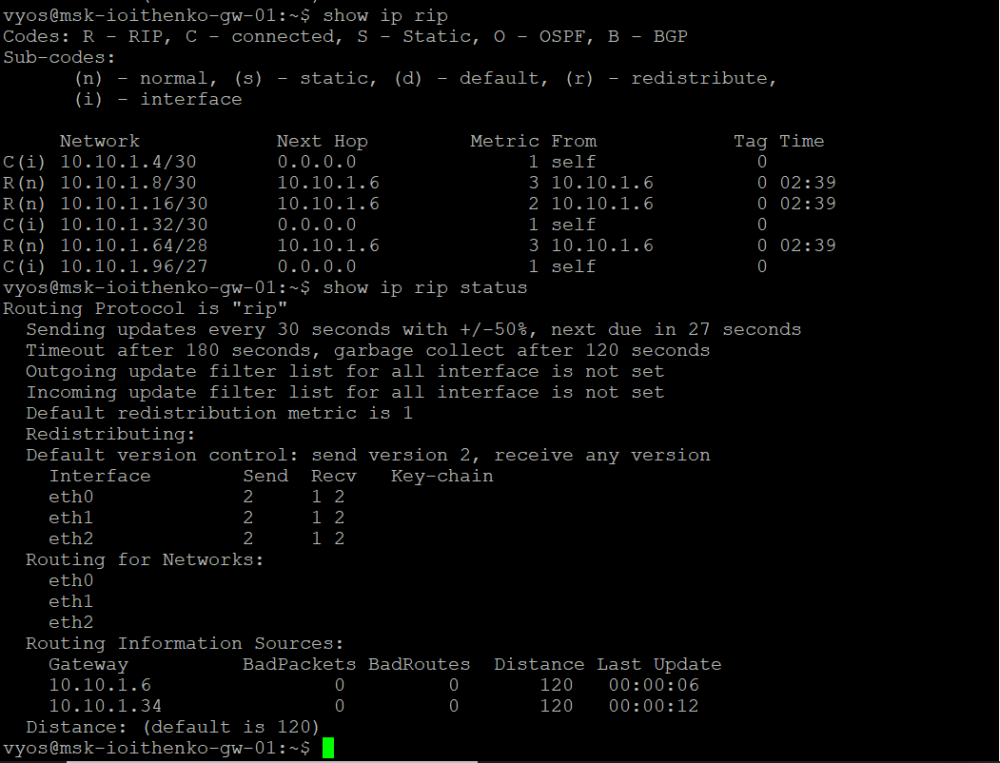 vyos@msk-ioithenko-gw-01:~$ show ip rip
Codes: R - RIP, C - connected, S - Static, O - OSPF, B - BGP
Sub-codes:
      (n) - normal, (s) - static, (d) - default, (r) - redistribute,
      (i) - interface

     Network            Next Hop         Metric From            Tag Time
C(i) 10.10.1.4/30       0.0.0.0               1 self              0
R(n) 10.10.1.8/30       10.10.1.6             3 10.10.1.6         0 02:39
R(n) 10.10.1.16/30      10.10.1.6             2 10.10.1.6         0 02:39
C(i) 10.10.1.32/30      0.0.0.0               1 self              0
R(n) 10.10.1.64/28      10.10.1.6             3 10.10.1.6         0 02:39
C(i) 10.10.1.96/27      0.0.0.0               1 self              0
vyos@msk-ioithenko-gw-01:~$ show ip rip status
Routing Protocol is "rip"
  Sending updates every 30 seconds with +/-50%, next due in 27 seconds
  Timeout after 180 seconds, garbage collect after 120 seconds
  Outgoing update filter list for all interface is not set
  Incoming update filter list for all interface is not set
  Default redistribution metric is 1
  Redistributing:
  Default version control: send version 2, receive any version
    Interface        Send  Recv   Key-chain
    eth0             2     1 2
    eth1             2     1 2
    eth2             2     1 2
  Routing for Networks:
    eth0
    eth1
    eth2
  Routing Information Sources:
    Gateway          BadPackets BadRoutes  Distance Last Update
    10.10.1.6                0         0       120   00:00:06
    10.10.1.34               0         0       120   00:00:12
  Distance: (default is 120)
vyos@msk-ioithenko-gw-01:~$